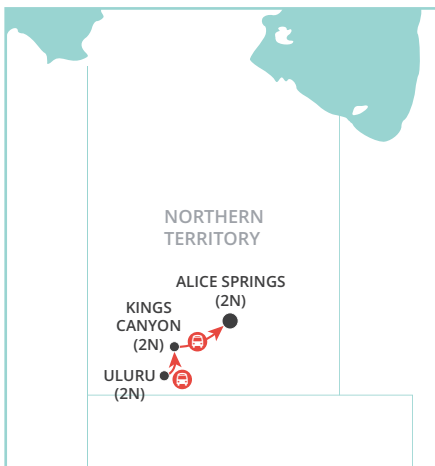 NORTHERN
TERRITORY
ALICE SPRINGS
(2N)
KINGS
CANYON
(2N)
ULURU
(2N)